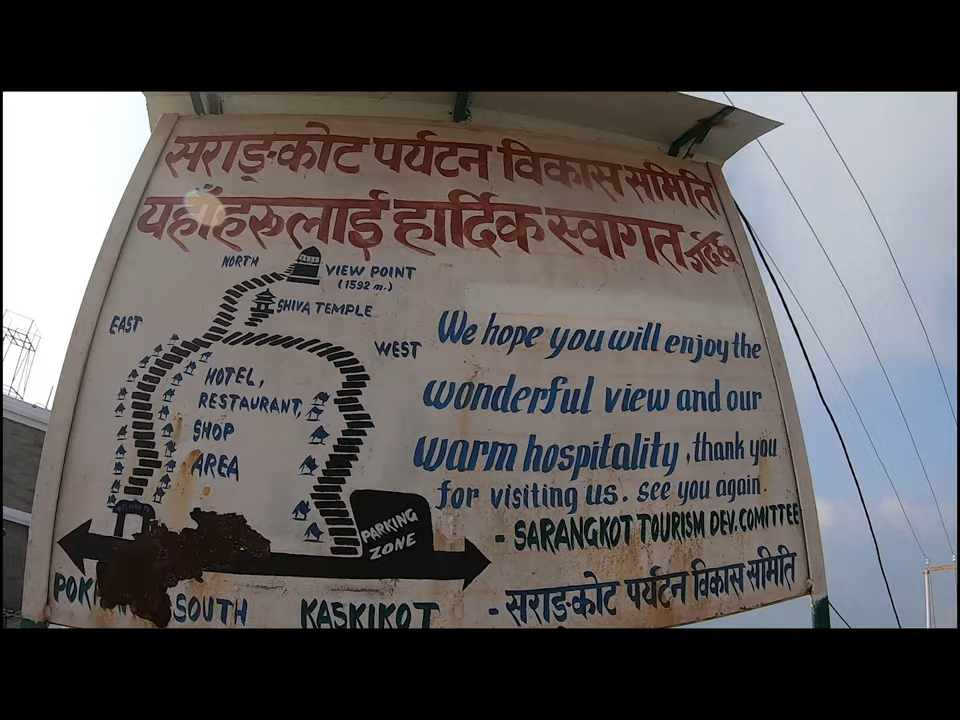 सराङ्कोट पर्यटन विकास समिति
यहाँहरूलाई हार्दिक स्वागत गर्दछ
NORTH
VIEW POINT
(1592 m.)
SHIVA TEMPLE
EAST
WEST
HOTEL,
RESTAURANT,
SHOP
AREA
PARKING
ZONE
SOUTH
KASKIKOT
We hope you will enjoy the
wonderful view and our
warm hospitality, thank you
for visiting us. see you again.
- SARANGKOT TOURISM DEV. COMITTEE
- सराङ्कोट पर्यटन विकास समिति